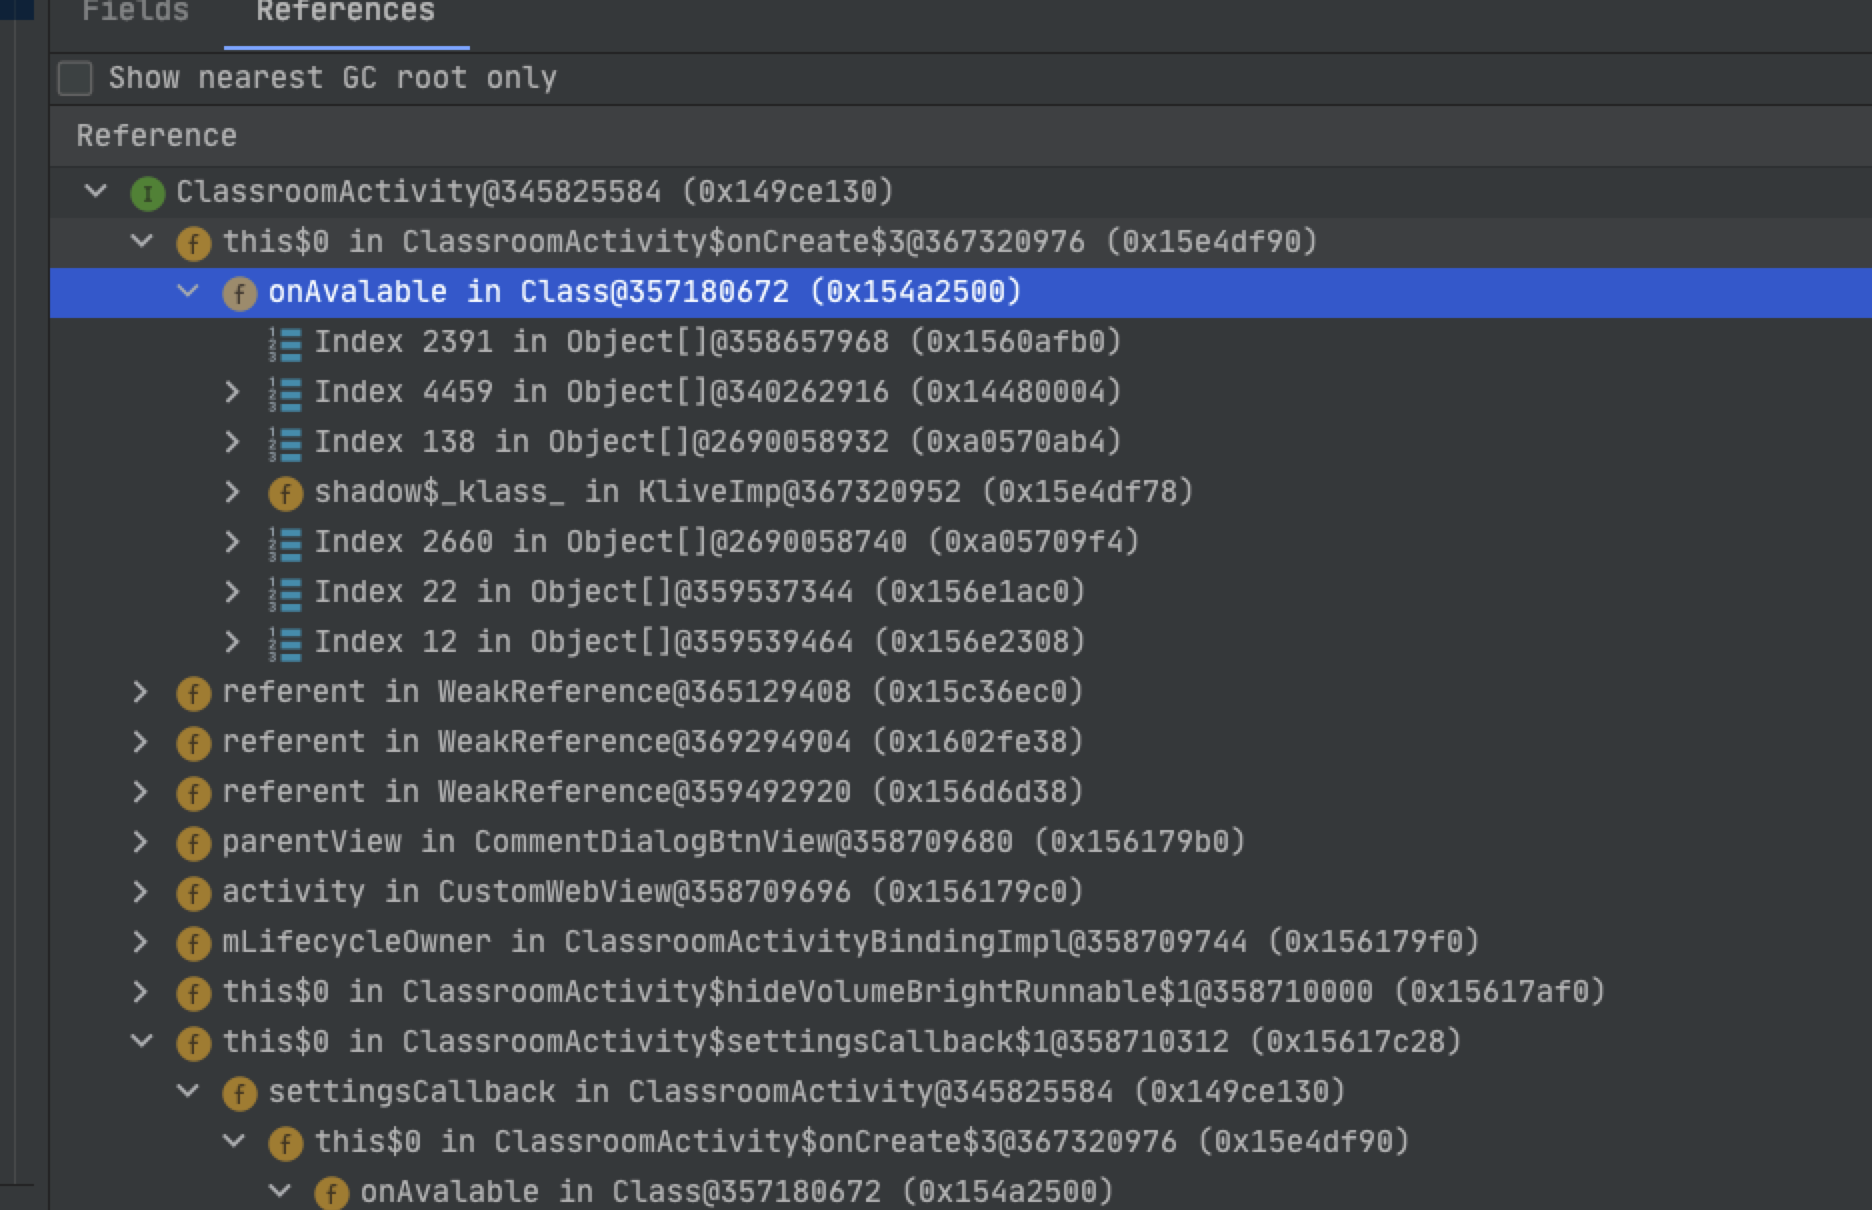 Fields References
Show nearest GC root only
Reference
ClassroomActivity@345825584 (0x149ce130)
this$0 in ClassroomActivity$onCreate$3@367320976 (0x15e4df90)
onAvalable in Class@357180672 (0x154a2500)
Index 2391 in Object[]@358657968 (0x1560afb0)
Index 4459 in Object[]@340262916 (0x14480004)
Index 138 in Object[]@2690058932 (0xa0570ab4)
shadow$_klass_ in KliveImp@367320952 (0x15e4df78)
Index 2660 in Object[]@2690058740 (0xa05709f4)
Index 22 in Object[]@359537344 (0x156e1ac0)
Index 12 in Object[]@359539464 (0x156e2308)
referent in WeakReference@365129408 (0x15c36ec0)
referent in WeakReference@369294904 (0x1602fe38)
referent in WeakReference@359492920 (0x156d6d38)
parentView in CommentDialogBtnView@358709680 (0x156179b0)
activity in CustomWebView@358709696 (0x156179c0)
mLifecycleOwner in ClassroomActivityBindingImpl@358709744 (0x156179f0)
this$0 in ClassroomActivity$hideVolumeBrightRunnable$1@358710000 (0x15617af0)
this$0 in ClassroomActivity$settingsCallback$1@358710312 (0x15617c28)
settingsCallback in ClassroomActivity@345825584 (0x149ce130)
this$0 in ClassroomActivity$onCreate$3@367320976 (0x15e4df90)
onAvalable in Class@357180672 (0x154a2500)